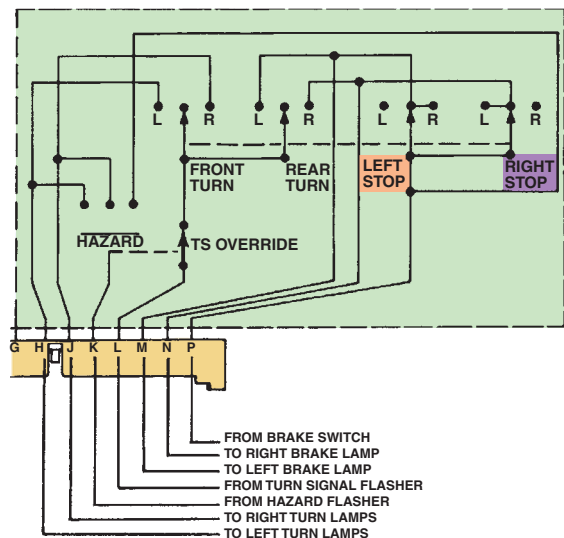 L R L R L R L R
FRONT TURN
REAR TURN
LEFT STOP
RIGHT STOP
HAZARD
TS OVERRIDE
G H J K L M N P
FROM BRAKE SWITCH
TO RIGHT BRAKE LAMP
TO LEFT BRAKE LAMP
FROM TURN SIGNAL FLASHER
FROM HAZARD FLASHER
TO RIGHT TURN LAMPS
TO LEFT TURN LAMPS